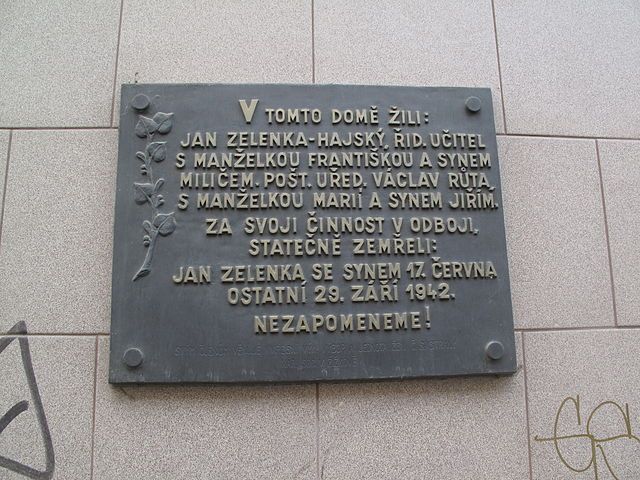 V TOMTO DOMĚ ŽILI:
JAN ZELENKA-HAJSKÝ, ŘID. UČITEL
S MANŽELKOU FRANTIŠKOU A SYNEM
MILIČEM. POŠT. UŘED. VÁCLAV RŮTA
S MANŽELKOU MARIÍ A SYNEM JIŘÍM.
ZA SVOJI ČINNOST V ODBOJI,
STATEČNĚ ZEMŘELI:
JAN ZELENKA SE SYNEM 17. ČERVNA
OSTATNÍ 29. ZÁŘÍ 1942.
NEZAPOMENEME!